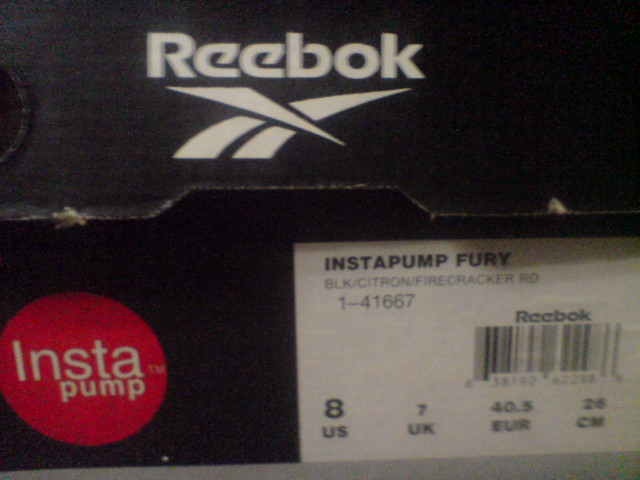 Reebok
INSTAPUMP FURY
BLK/CITRON/FIRECRACKER RD
1-41667
Reebok
Insta™
pump
8 7 40.5 26
US UK EUR CM